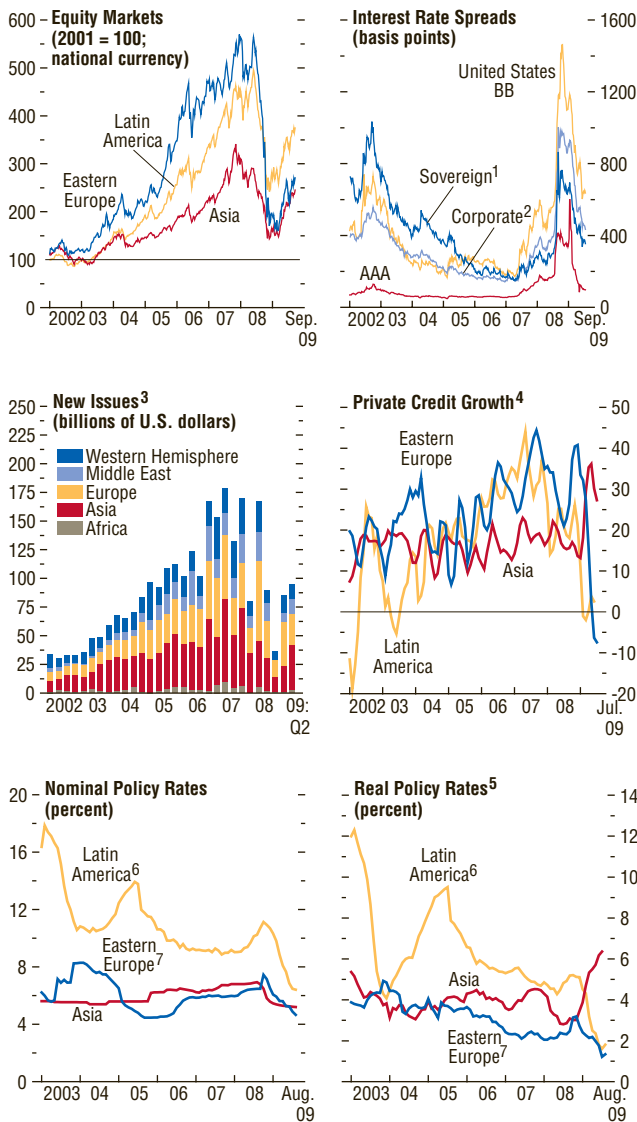 Equity Markets
(2001 = 100;
national currency)
600
500
400
300
200
100
0
Latin
America
Eastern
Europe
Asia
2002 03 04 05 06 07 08 Sep.
09
Interest Rate Spreads
(basis points)
1600
1200
800
400
0
United States
BB
Sovereign1
Corporate2
AAA
2002 03 04 05 06 07 08 Sep.
09
New Issues3
(billions of U.S. dollars)
250
225
200
175
150
125
100
75
50
25
0
Western Hemisphere
Middle East
Europe
Asia
Africa
2002 03 04 05 06 07 08 09:
Q2
Private Credit Growth4
50
40
30
20
10
0
-10
-20
Eastern
Europe
Asia
Latin
America
2002 03 04 05 06 07 08 Jul.
09
Nominal Policy Rates
(percent)
20
16
12
8
4
0
Latin
America6
Eastern
Europe7
Asia
2003 04 05 06 07 08 Aug.
09
Real Policy Rates5
(percent)
14
12
10
8
6
4
2
0
Latin
America6
Asia
Eastern
Europe7
2003 04 05 06 07 08 Aug.
09